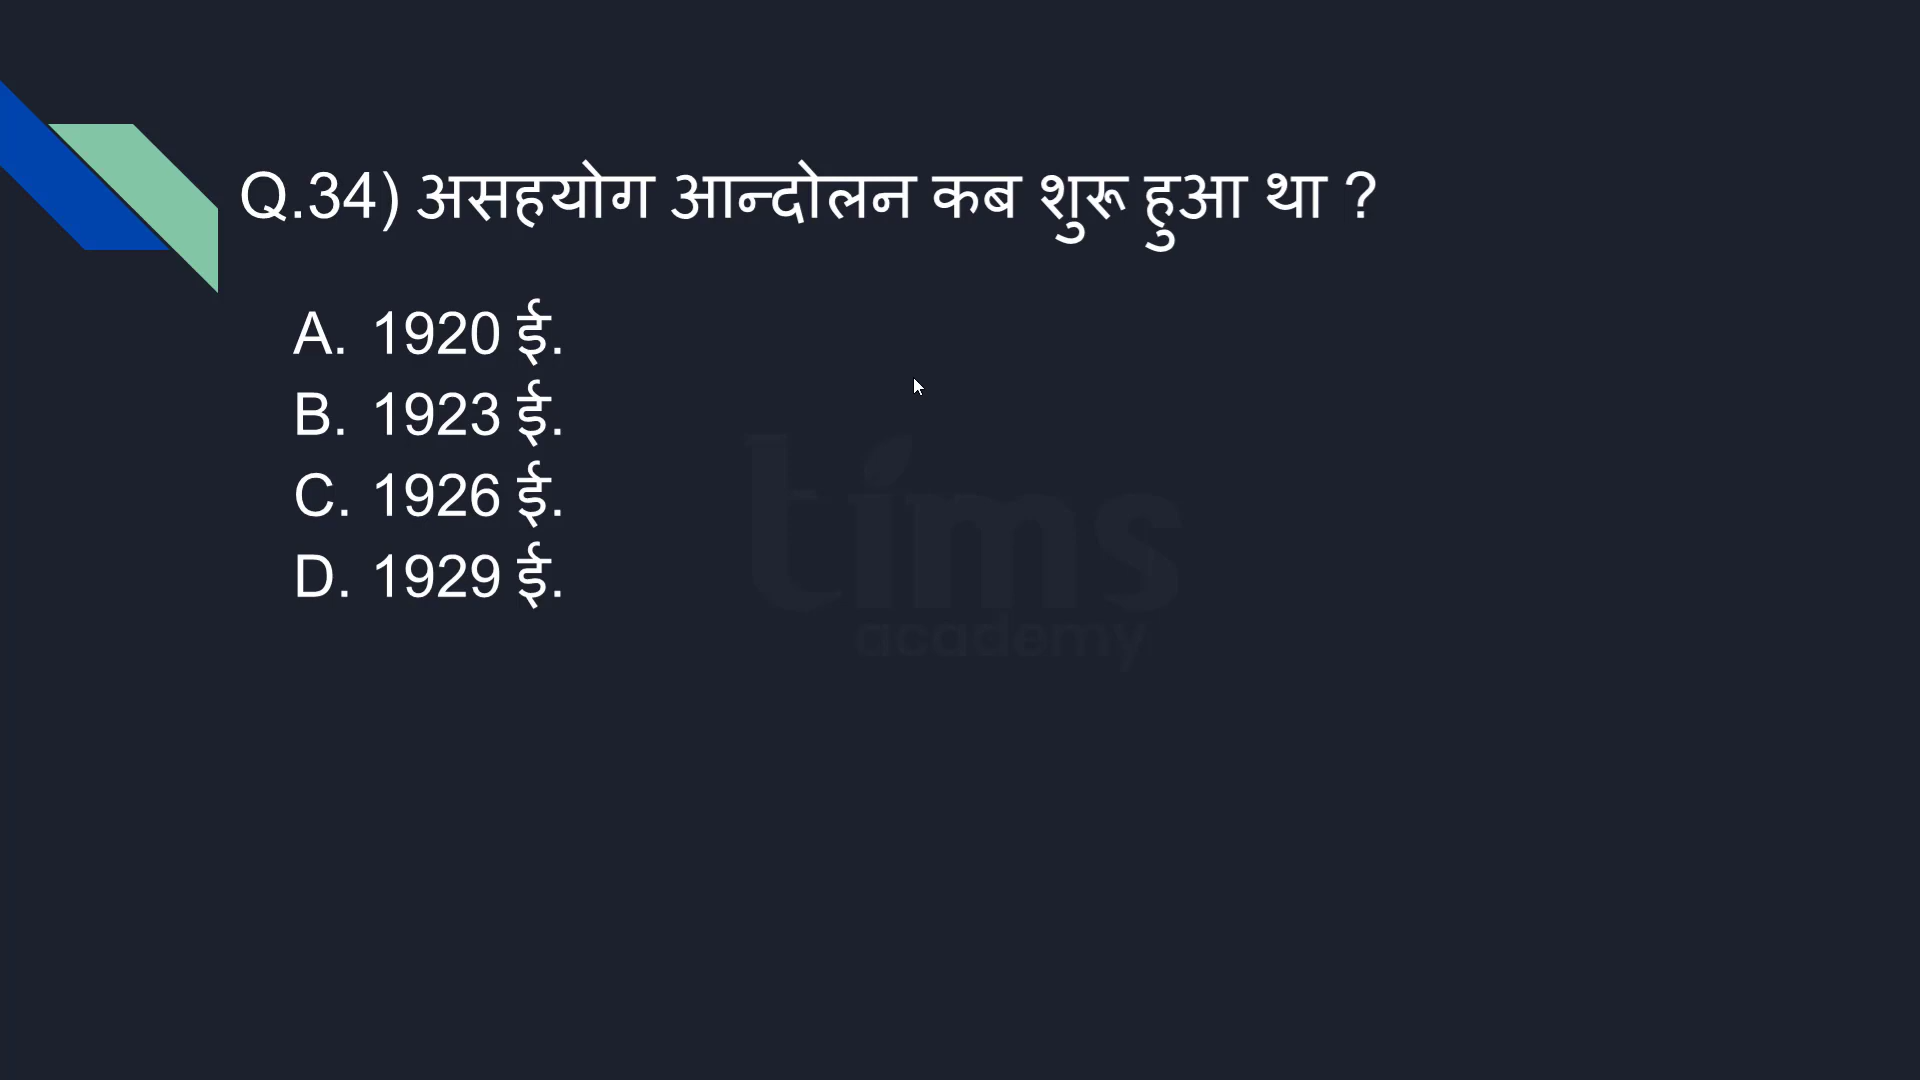 Q.34) असहयोग आन्दोलन कब शुरू हुआ था ?
A. 1920 ई.
B. 1923 ई.
C. 1926 ई.
D. 1929 ई.
tims
academy